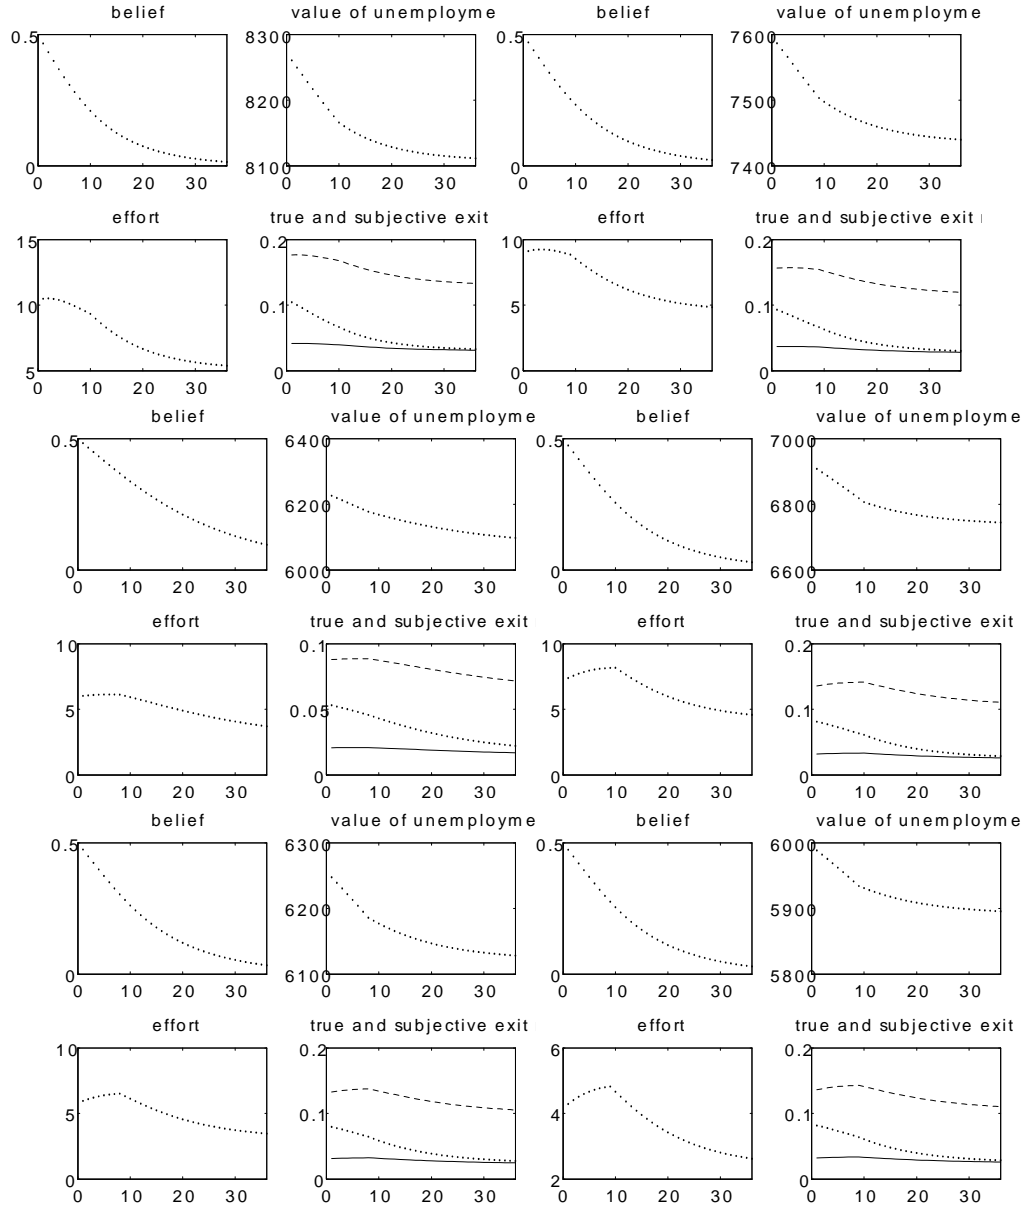 belief value of unemployme belief value of unemployme
0.5 8300 0.5 7600
8200 7500
0 8100 0 7400
0 10 20 30 0 10 20 30 0 10 20 30 0 10 20 30
effort true and subjective exit effort true and subjective exit
15 0.2 10 0.2
10 0.1 5 0.1
5 0 0 0
0 10 20 30 0 10 20 30 0 10 20 30 0 10 20 30
belief value of unemployme belief value of unemployme
0.5 6400 0.5 7000
6200 6800
0 6000 0 6600
0 10 20 30 0 10 20 30 0 10 20 30 0 10 20 30
effort true and subjective exit effort true and subjective exit
10 0.1 10 0.2
5 0.05 5 0.1
0 0 0 0
0 10 20 30 0 10 20 30 0 10 20 30 0 10 20 30
belief value of unemployme belief value of unemployme
0.5 6300 0.5 6000
6200 5900
0 6100 0 5800
0 10 20 30 0 10 20 30 0 10 20 30 0 10 20 30
effort true and subjective exit effort true and subjective exit
10 0.2 6 0.2
5 0.1 4 0.1
0 0 2 0
0 10 20 30 0 10 20 30 0 10 20 30 0 10 20 30